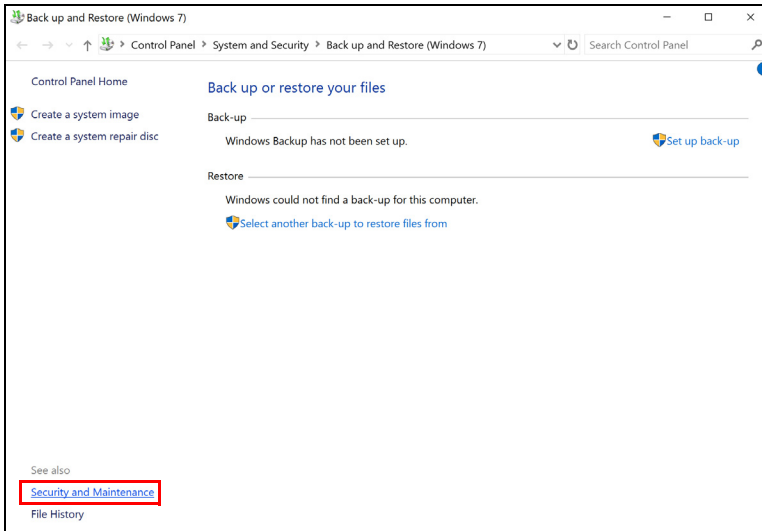 Back up and Restore (Windows 7)
Control Panel > System and Security > Back up and Restore (Windows 7)
Search Control Panel
Control Panel Home
Create a system image
Create a system repair disc
Back up or restore your files
Back-up
Windows Backup has not been set up.
Set up back-up
Restore
Windows could not find a back-up for this computer.
Select another back-up to restore files from
See also
Security and Maintenance
File History